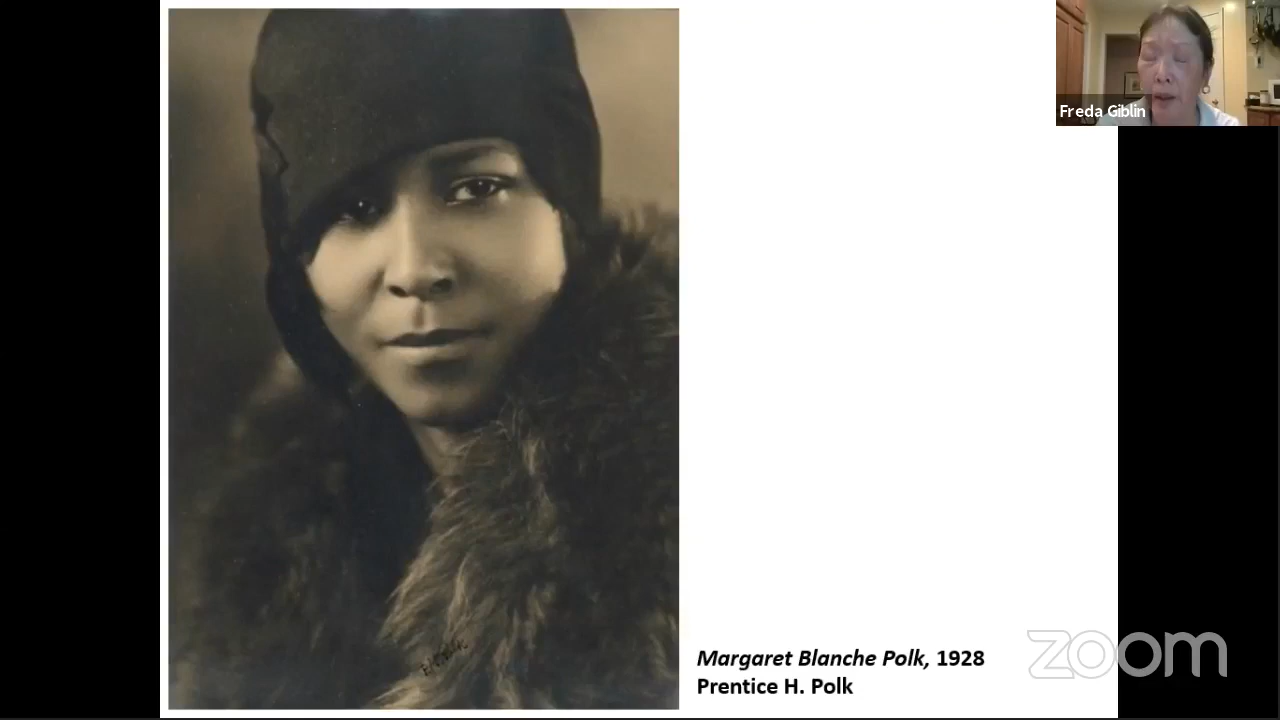 Freda Giblin
Margaret Blanche Polk, 1928
Prentice H. Polk
zoom